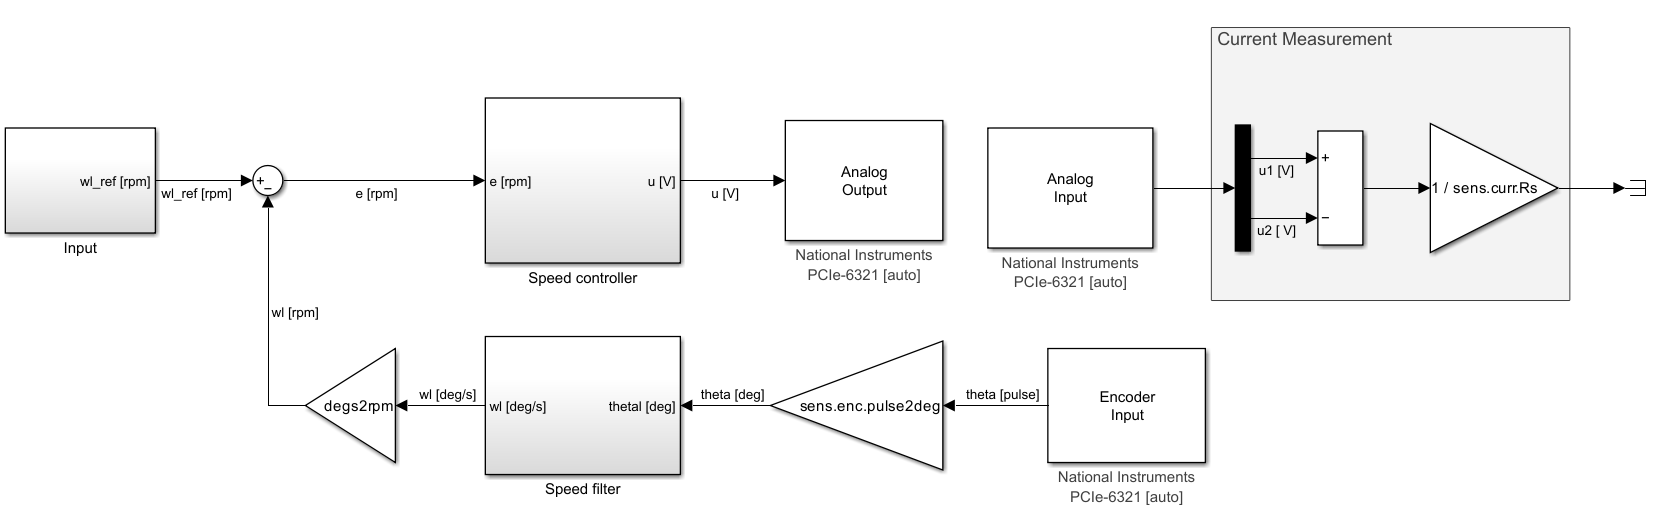 Current Measurement
wl_ref [rpm]
Input
wl_ref [rpm]
+
−
e [rpm]
e [rpm]
u [V]
Speed controller
u [V]
Analog
Output
National Instruments
PCIe-6321 [auto]
Analog
Input
National Instruments
PCIe-6321 [auto]
u1 [V]
u2 [ V]
+
−
1 / sens.curr.Rs
wl [rpm]
degs2rpm
wl [deg/s]
wl [deg/s]
thetal [deg]
Speed filter
theta [deg]
sens.enc.pulse2deg
theta [pulse]
Encoder
Input
National Instruments
PCIe-6321 [auto]